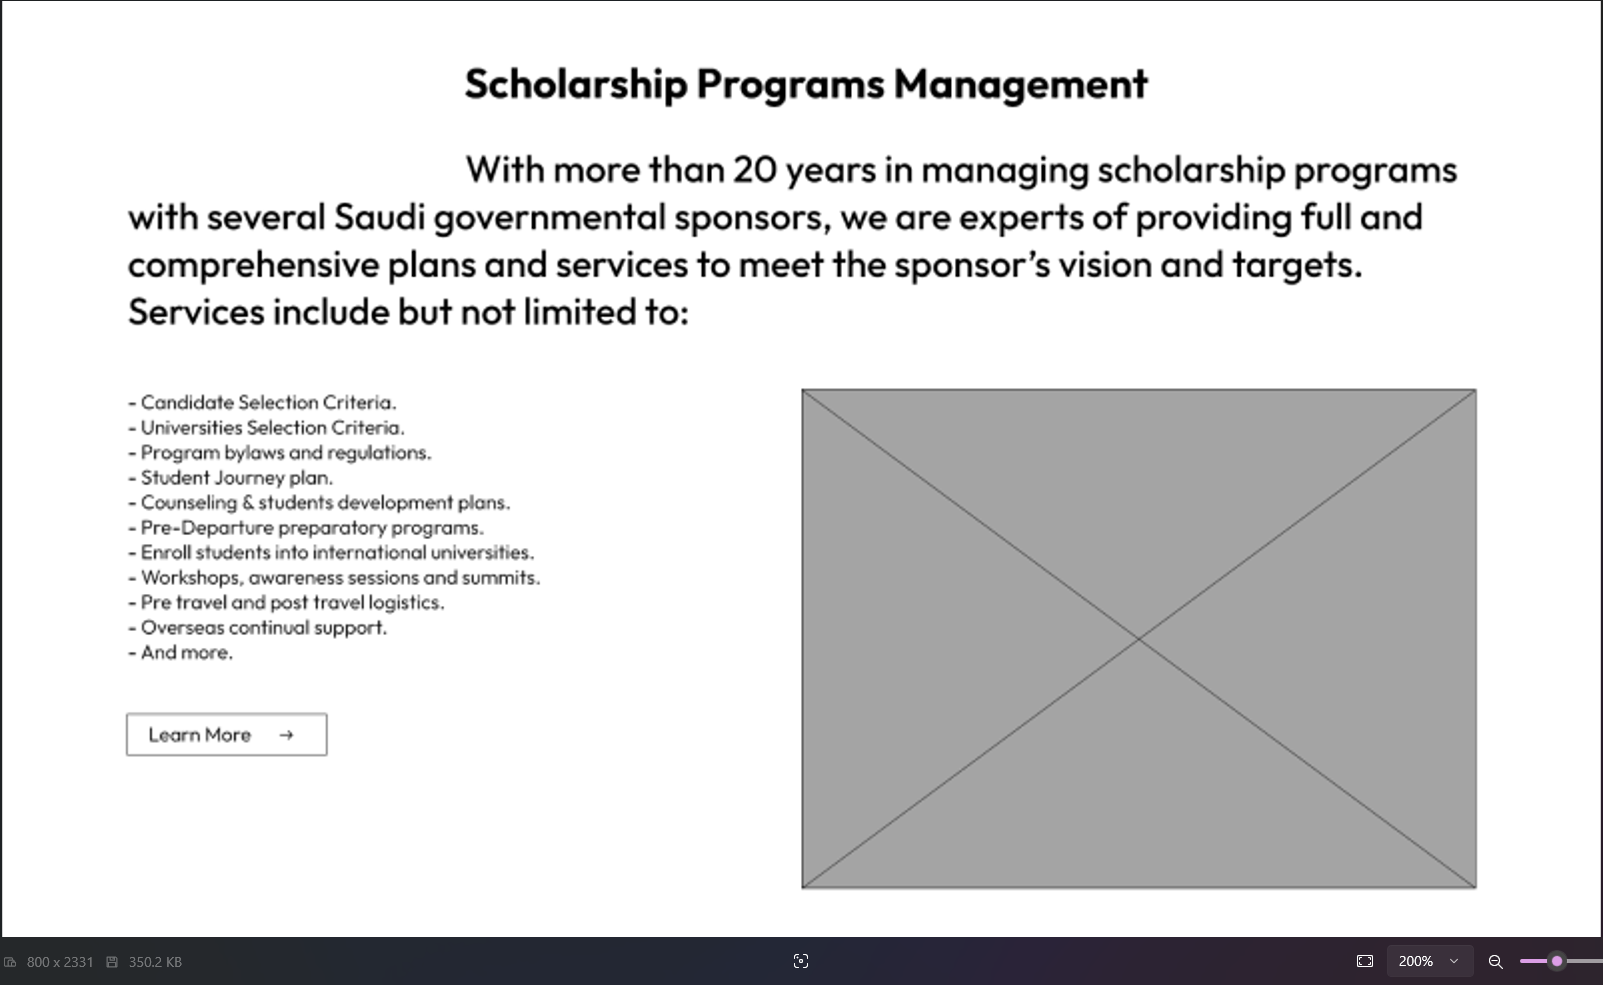 Scholarship Programs Management
With more than 20 years in managing scholarship programs
with several Saudi governmental sponsors, we are experts of providing full and
comprehensive plans and services to meet the sponsor’s vision and targets.
Services include but not limited to:
- Candidate Selection Criteria.
- Universities Selection Criteria.
- Program bylaws and regulations.
- Student Journey plan.
- Counseling & students development plans.
- Pre-Departure preparatory programs.
- Enroll students into international universities.
- Workshops, awareness sessions and summits.
- Pre travel and post travel logistics.
- Overseas continual support.
- And more.
Learn More →
800 x 2331 350.2 KB 200%